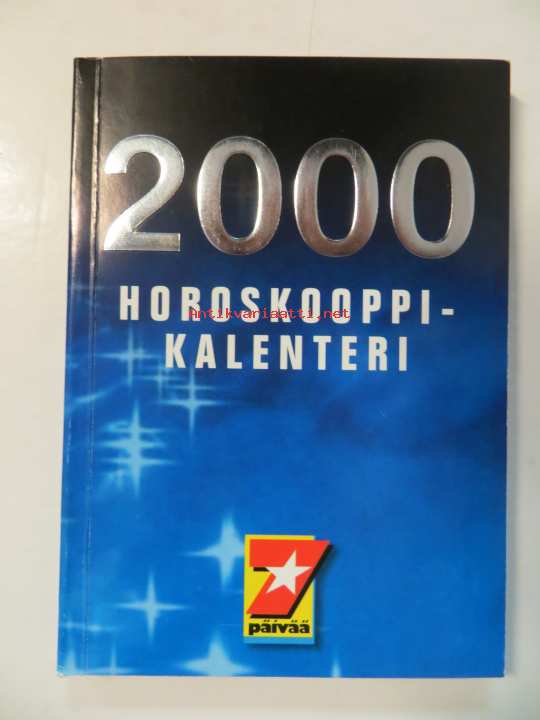 2000
HOROSKOOPPI-
Antikvariaatti.net
KALENTERI
7
päivää